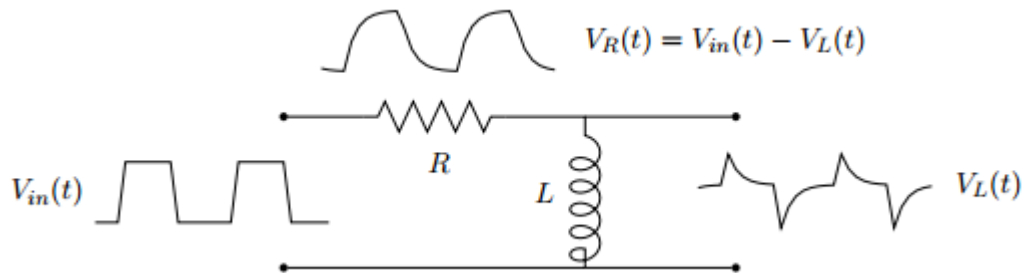 V_R(t) = V_in(t) − V_L(t)
R
V_in(t)
L
V_L(t)